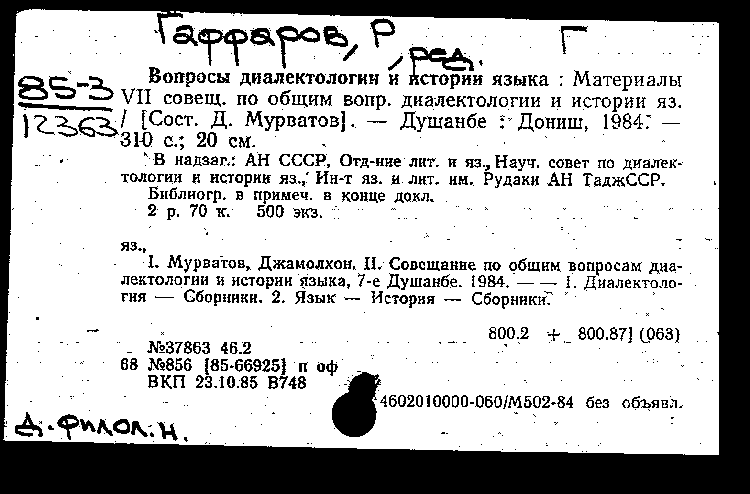 Гаффаров, Р, ред. Г
85-3
12363
Вопросы диалектологии и истории языка : Материалы
VII совещ. по общим вопр. диалектологии и истории яз.
/ [Сост. Д. Мурватов]. — Душанбе : Дониш, 1984. —
310 с.; 20 см.
В надзаг.: АН СССР, Отд-ние лит. и яз., Науч. совет по диалек-
тологии и истории яз., Ин-т яз. и лит. им. Рудаки АН ТаджССР.
Библиогр. в примеч. в конце докл.
2 р. 70 к. 500 экз.
яз.,
I. Мурватов, Джамолхон. II. Совещание по общим вопросам диа-
лектологии и истории языка, 7-е Душанбе. 1984. — — 1. Диалектоло-
гия — Сборники. 2. Язык — История — Сборники.
800.2 + 800.87] (063)
№37863 46.2
68 №856 [85-66925] п оф
ВКП 23.10.85 В748
4602010000-060/М502-84 без объявл.
Д. филол. н.